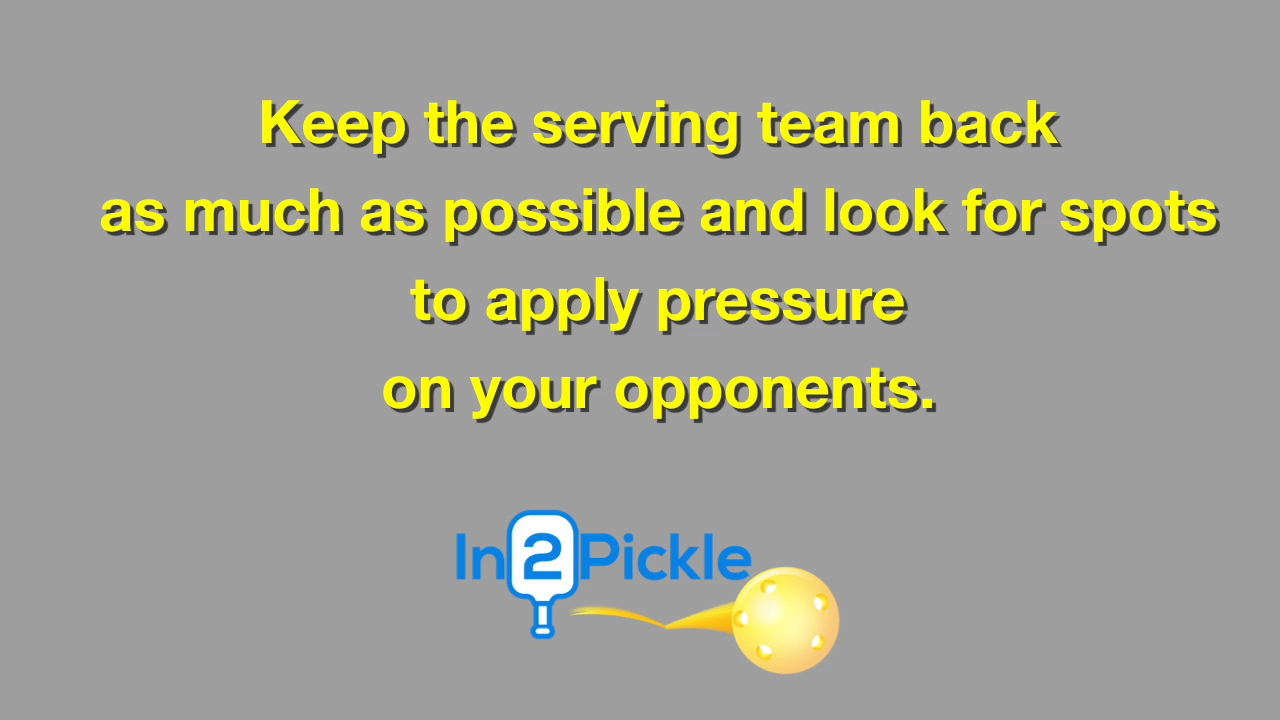 Keep the serving team back
as much as possible and look for spots
to apply pressure
on your opponents.
In2Pickle